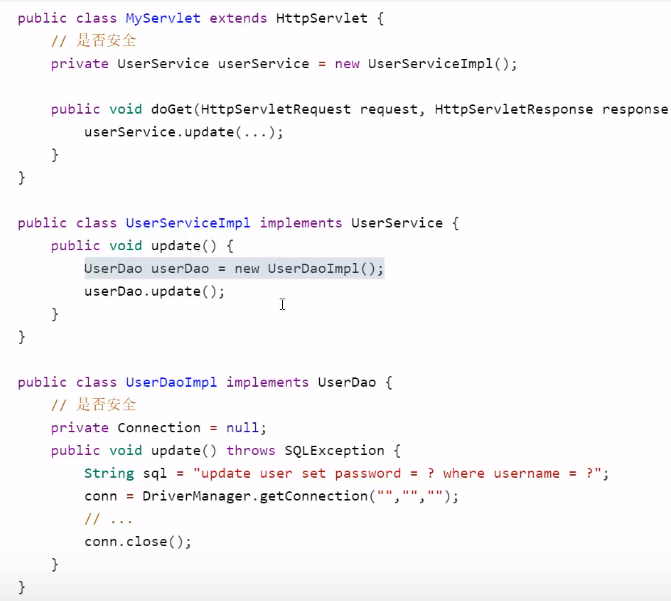 public class MyServlet extends HttpServlet {
// 是否安全
private UserService userService = new UserServiceImpl();
public void doGet(HttpServletRequest request, HttpServletResponse response
userService.update(...);
}
}
public class UserServiceImpl implements UserService {
public void update() {
UserDao userDao = new UserDaoImpl();
userDao.update();
}
}
public class UserDaoImpl implements UserDao {
// 是否安全
private Connection = null;
public void update() throws SQLException {
String sql = "update user set password = ? where username = ?";
conn = DriverManager.getConnection("","","");
// ...
conn.close();
}
}